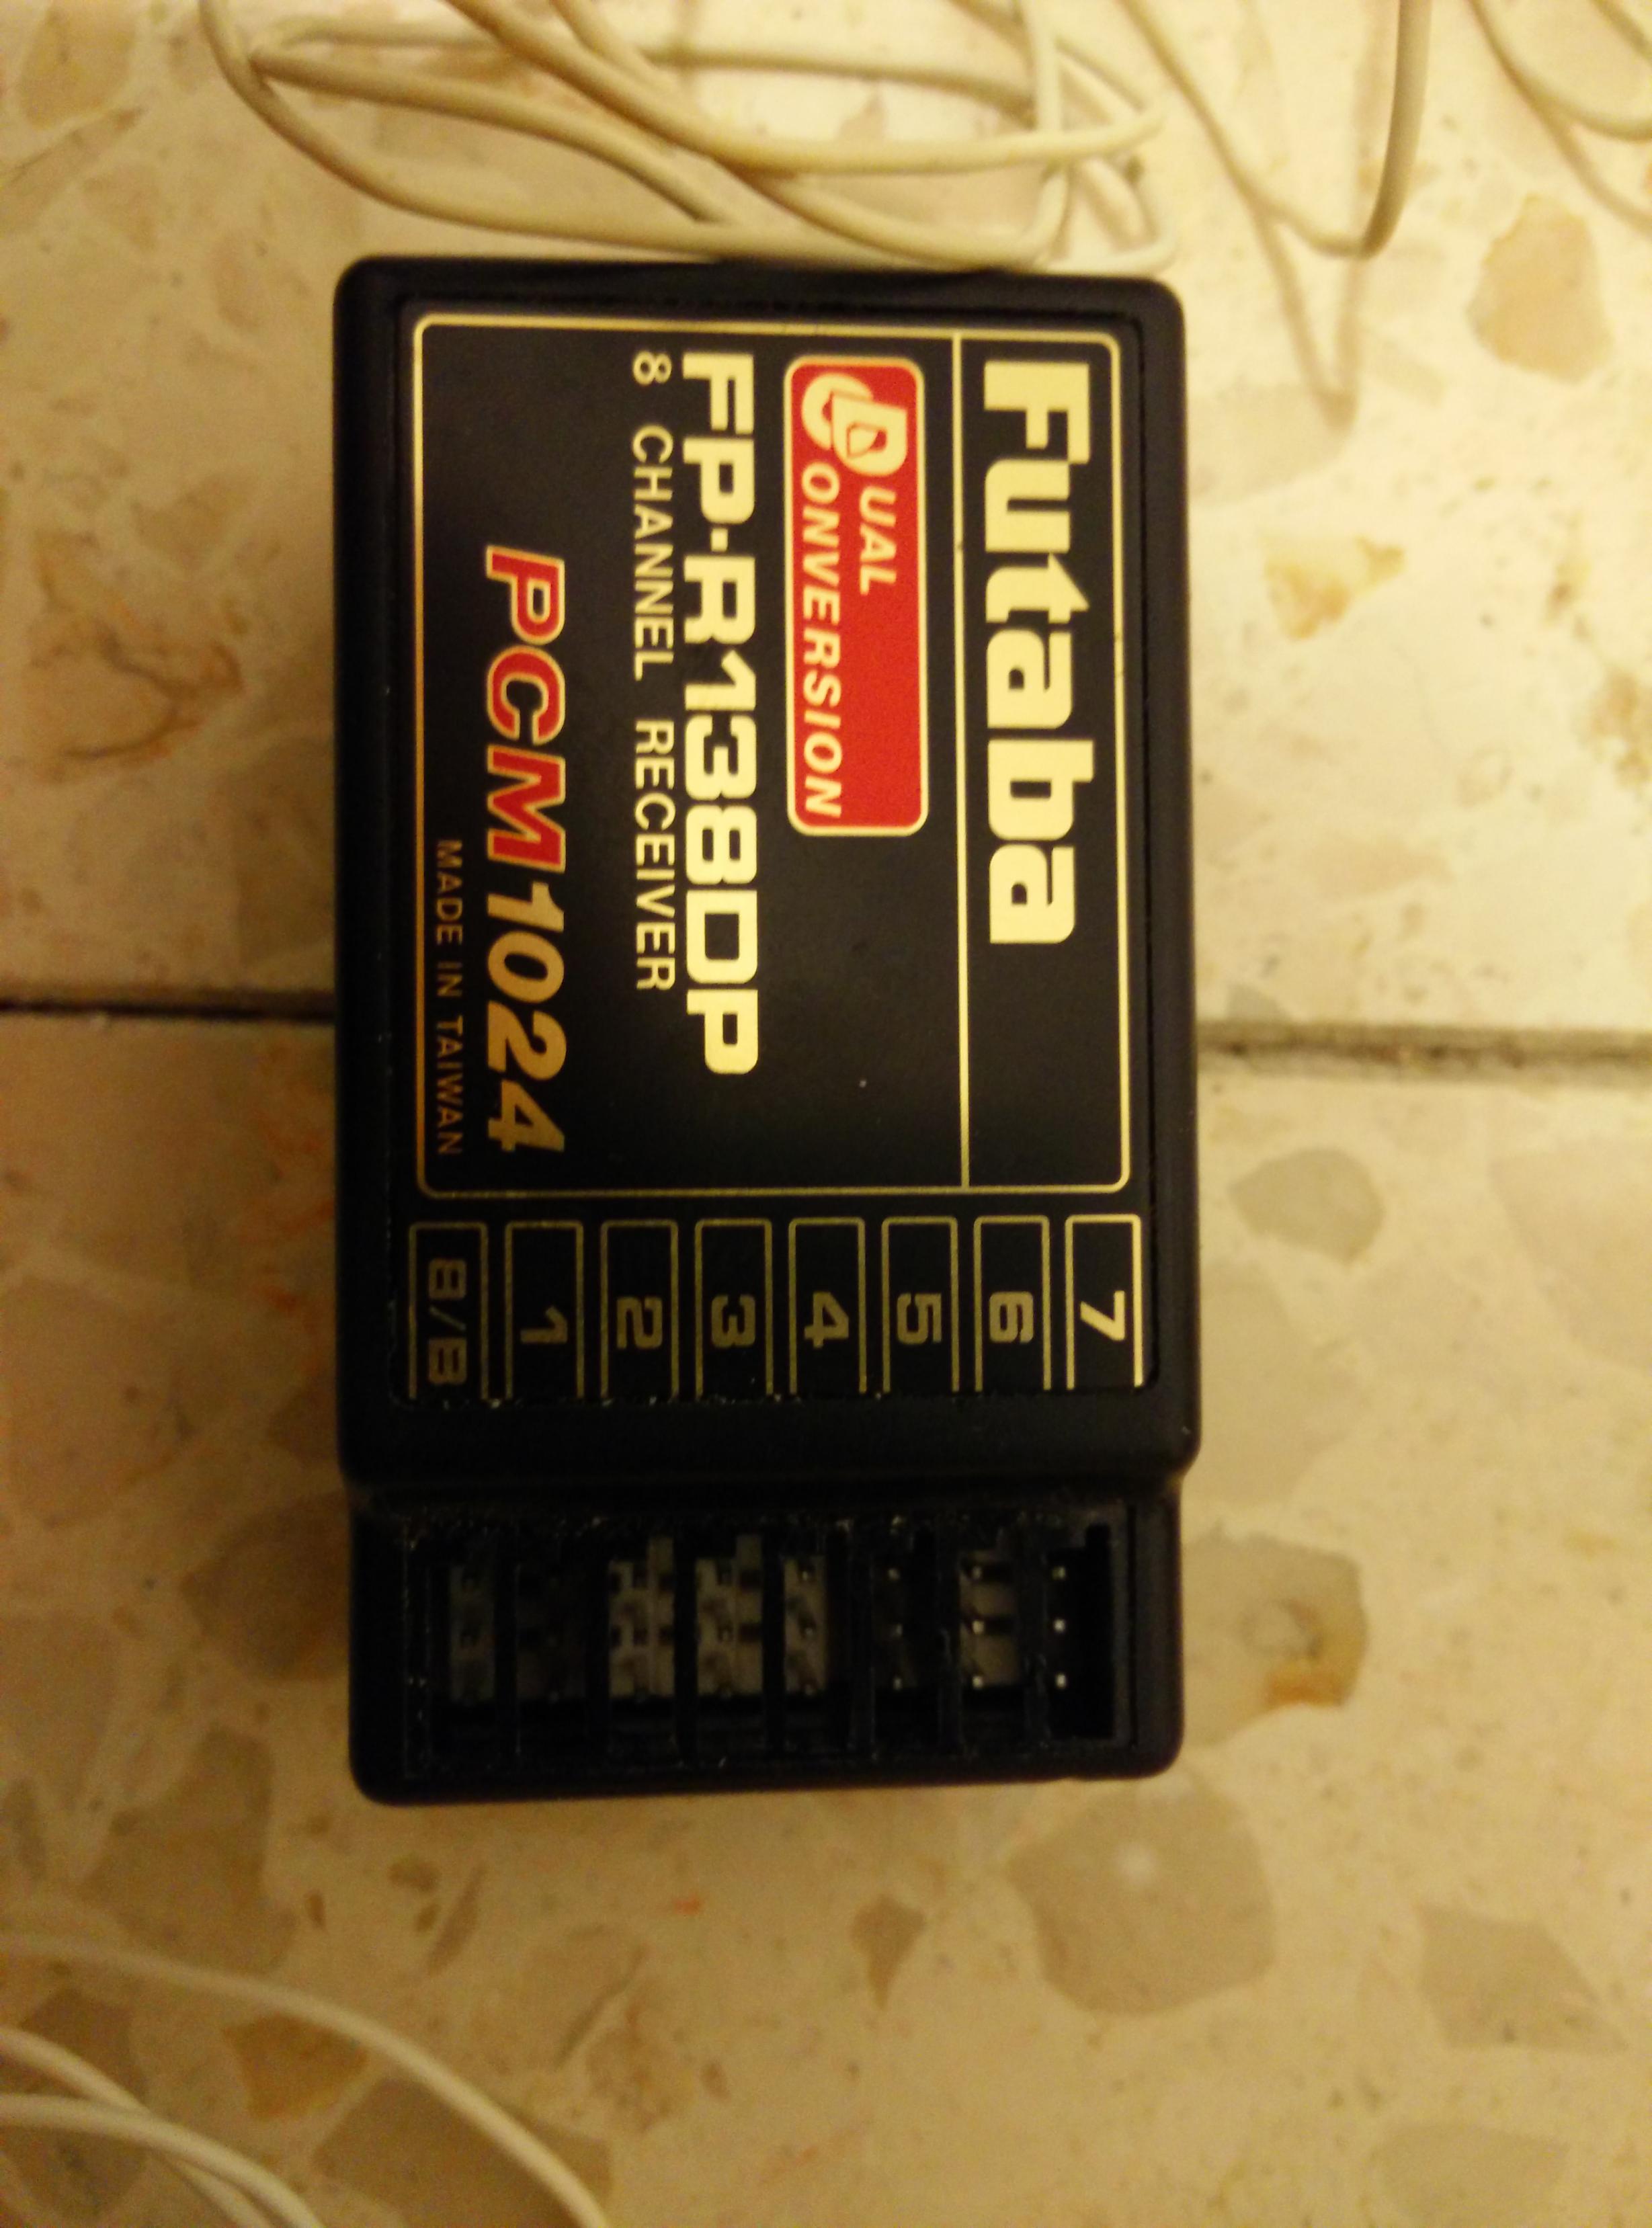 Futaba
DUAL
CONVERSION
FP-R138DP
8 CHANNEL RECEIVER
PCM1024
MADE IN TAIWAN
7
6
5
4
3
2
1
8/B